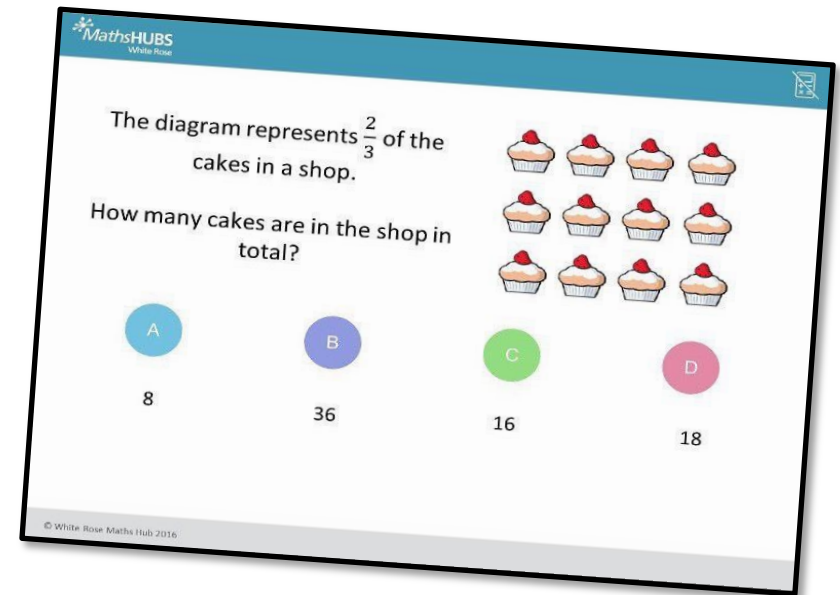 MathsHUBS
White Rose
The diagram represents 2/3 of the
cakes in a shop.
How many cakes are in the shop in
total?
A
B
C
D
8
36
16
18
© White Rose Maths Hub 2016